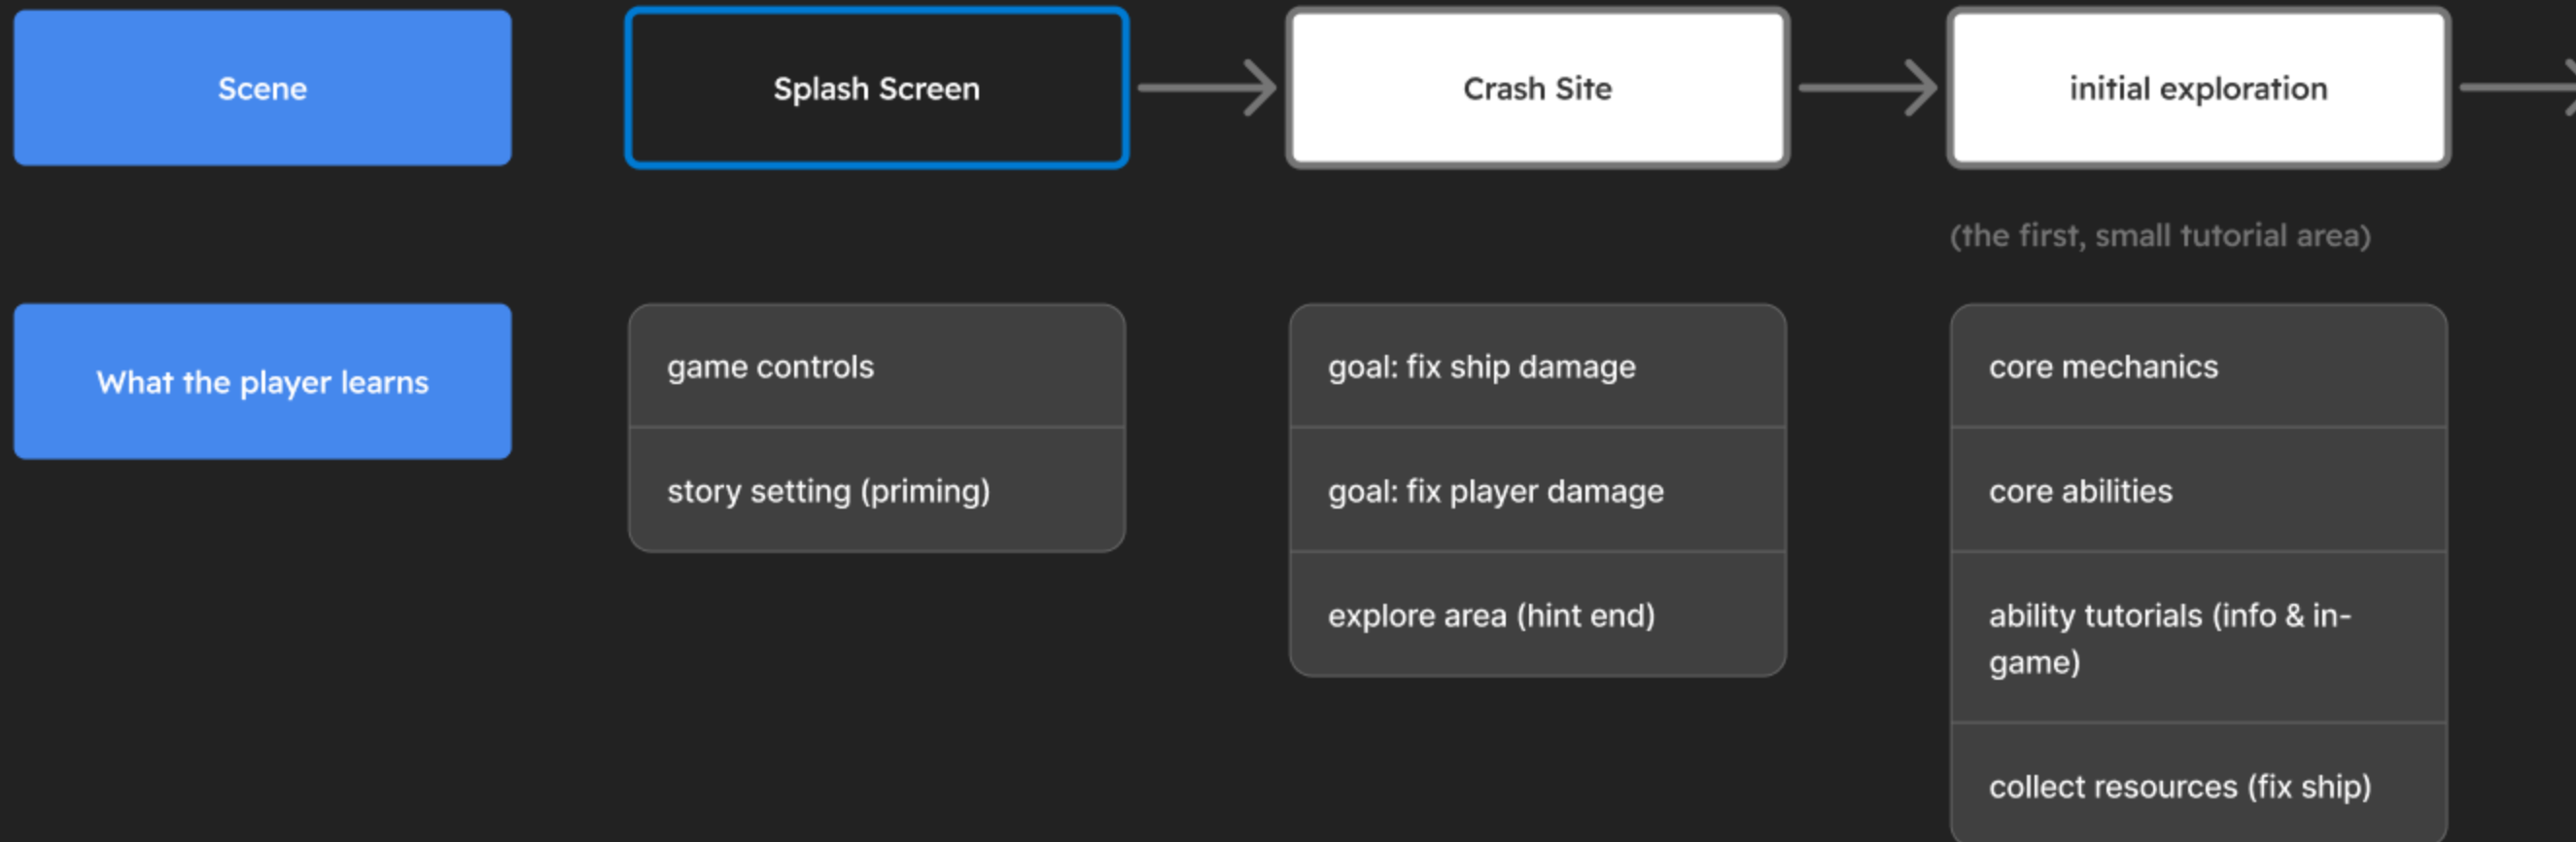 Scene
Splash Screen
Crash Site
initial exploration
(the first, small tutorial area)
What the player learns
game controls
story setting (priming)
goal: fix ship damage
goal: fix player damage
explore area (hint end)
core mechanics
core abilities
ability tutorials (info & in-
game)
collect resources (fix ship)